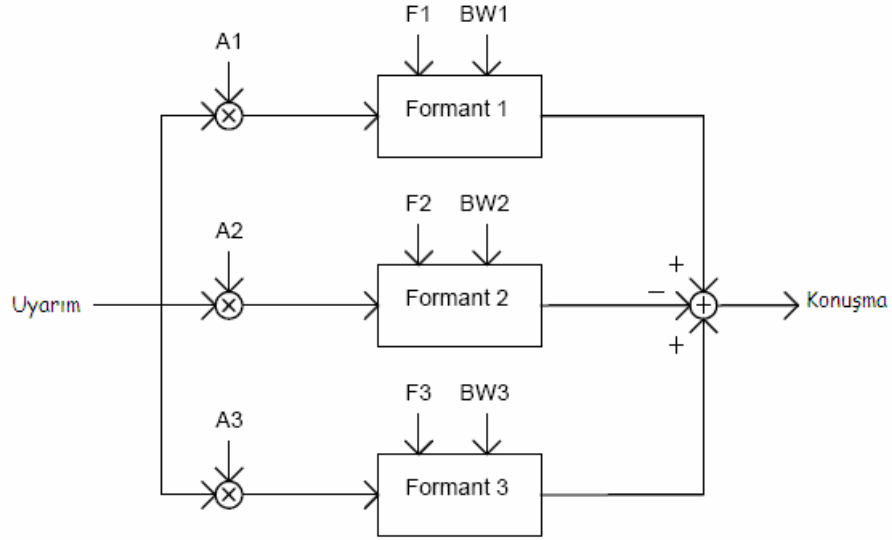 F1 BW1
A1
Formant 1
F2 BW2
A2
Formant 2
+
−
Uyarım
+
Konuşma
+
F3 BW3
A3
Formant 3